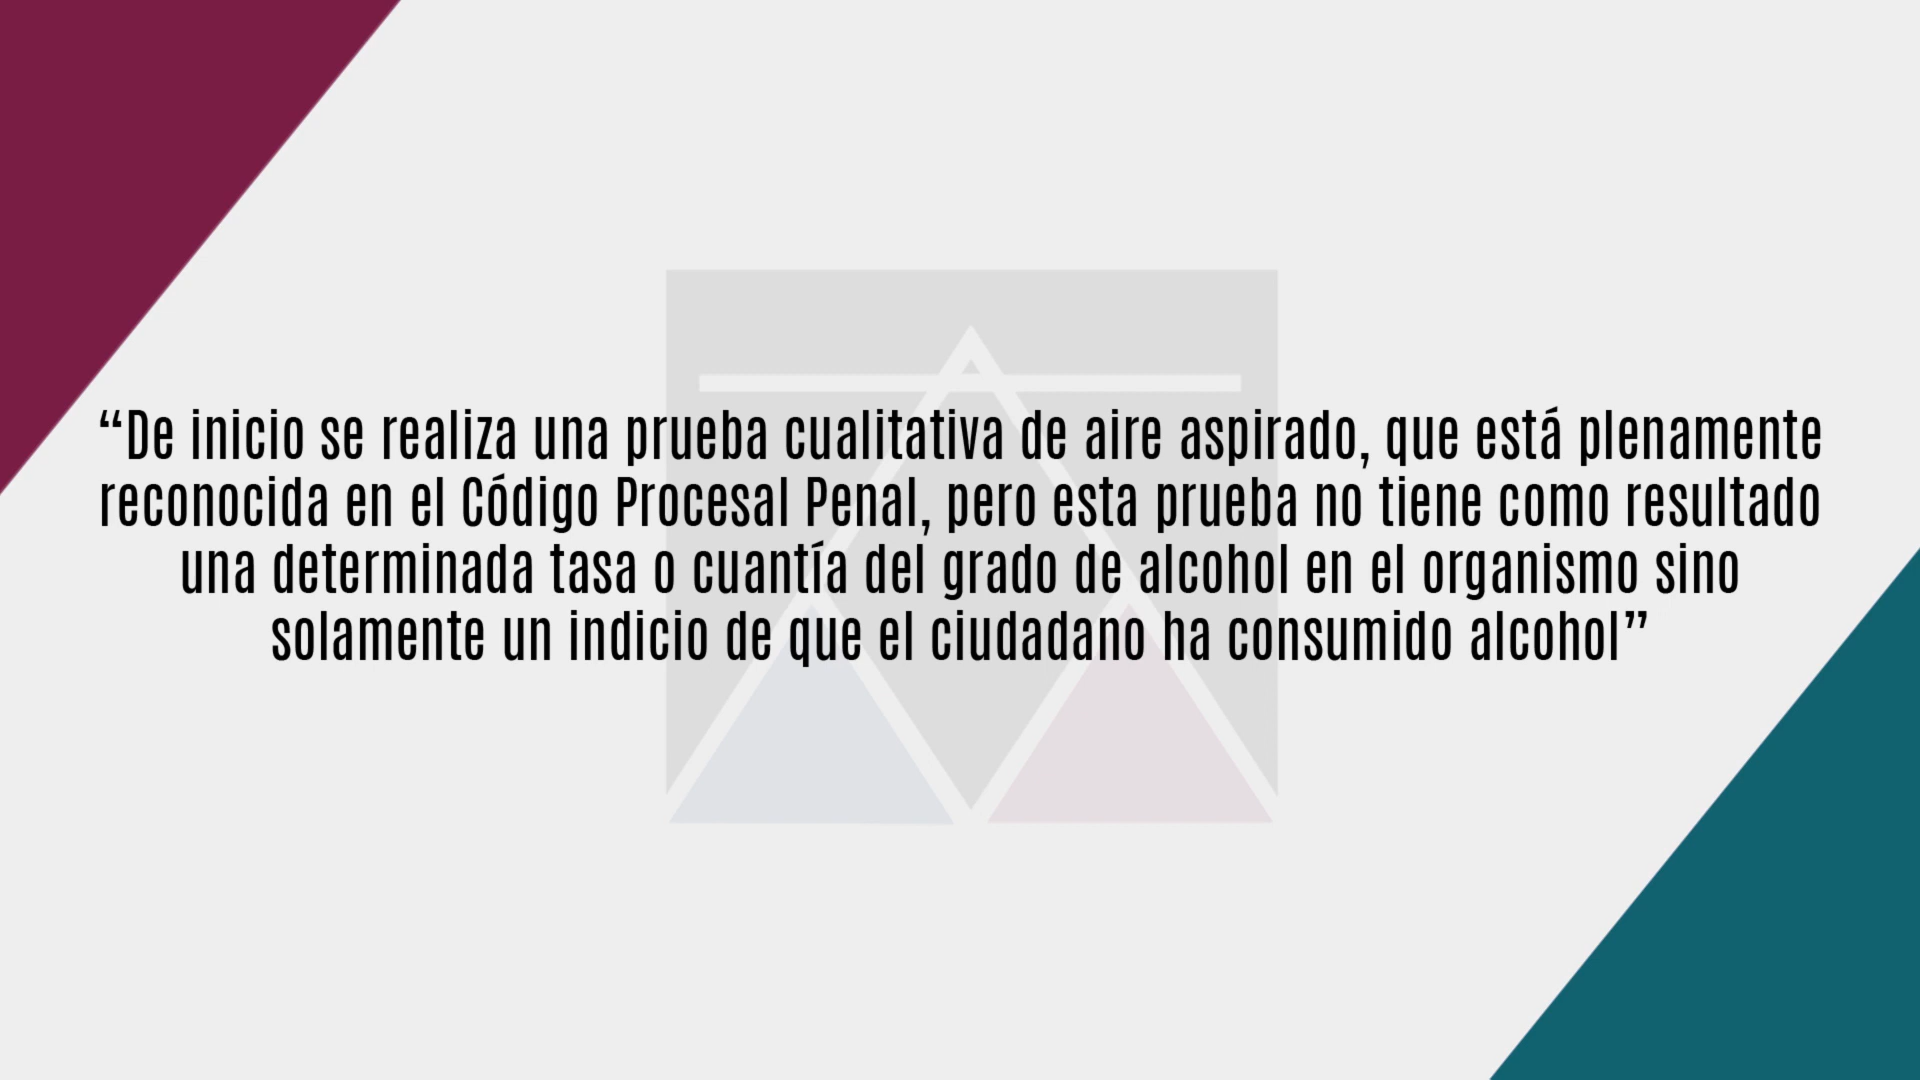 “De inicio se realiza una prueba cualitativa de aire aspirado, que está plenamente
reconocida en el Código Procesal Penal, pero esta prueba no tiene como resultado
una determinada tasa o cuantía del grado de alcohol en el organismo sino
solamente un indicio de que el ciudadano ha consumido alcohol”